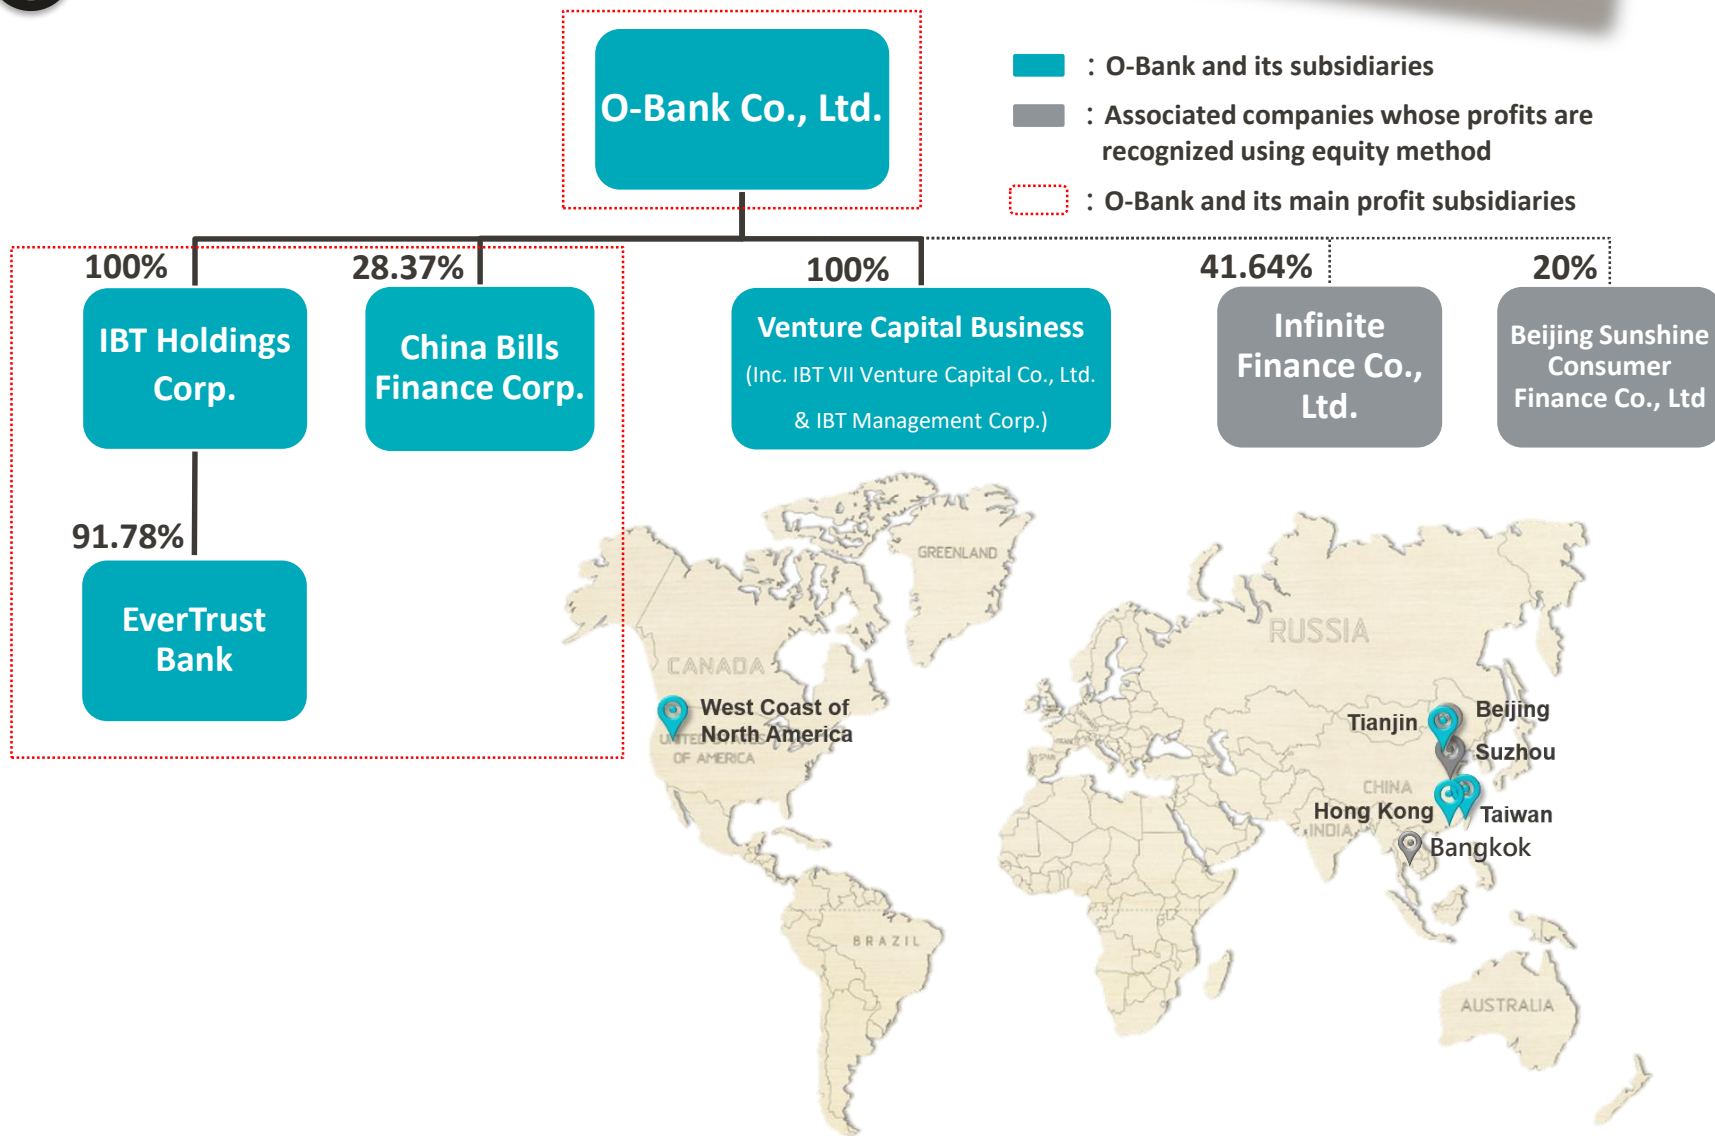 O-Bank Co., Ltd.
: O-Bank and its subsidiaries
: Associated companies whose profits are
recognized using equity method
: O-Bank and its main profit subsidiaries
100%
28.37%
100%
41.64%
20%
IBT Holdings
Corp.
China Bills
Finance Corp.
Venture Capital Business
(Inc. IBT VII Venture Capital Co., Ltd.
& IBT Management Corp.)
Infinite
Finance Co.,
Ltd.
Beijing Sunshine
Consumer
Finance Co., Ltd
91.78%
EverTrust
Bank
GREENLAND
RUSSIA
CANADA
West Coast of
North America
UNITED STATES
OF AMERICA
Tianjin
Beijing
Suzhou
CHINA
Hong Kong
Taiwan
INDIA
Bangkok
BRAZIL
AUSTRALIA